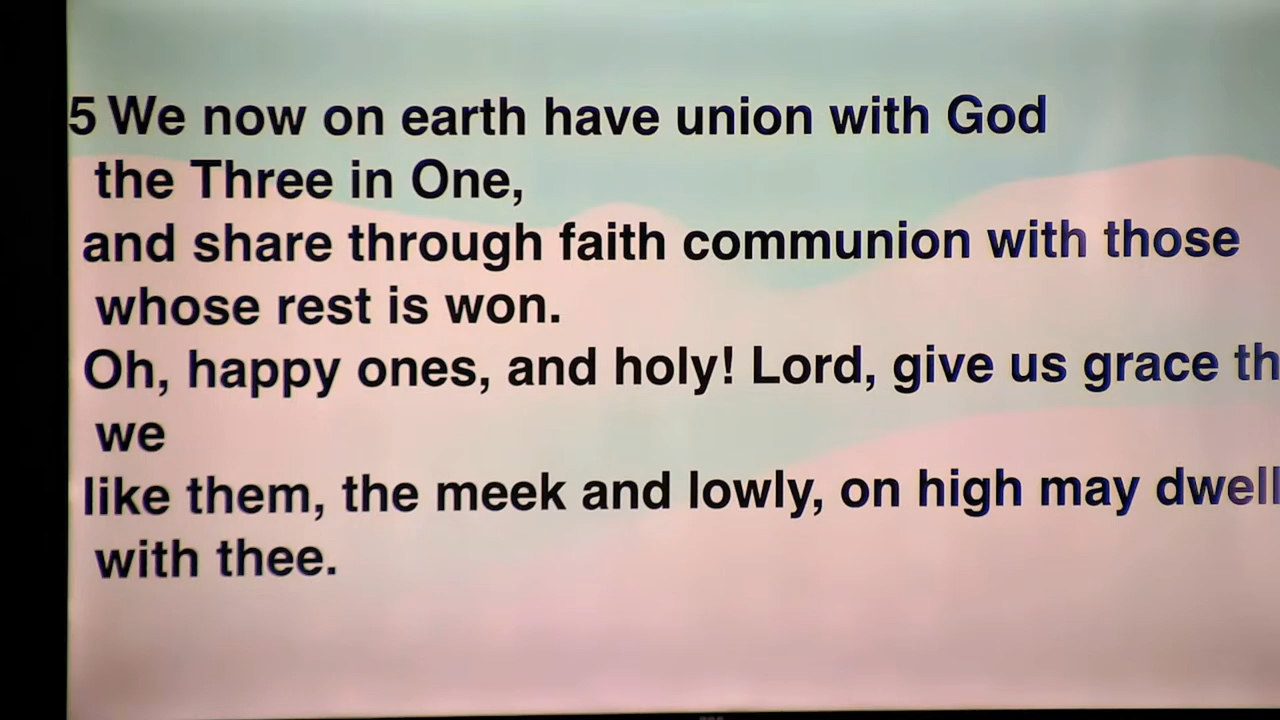 5 We now on earth have union with God
the Three in One,
and share through faith communion with those
whose rest is won.
Oh, happy ones, and holy! Lord, give us grace
we
like them, the meek and lowly, on high may dwell
with thee.